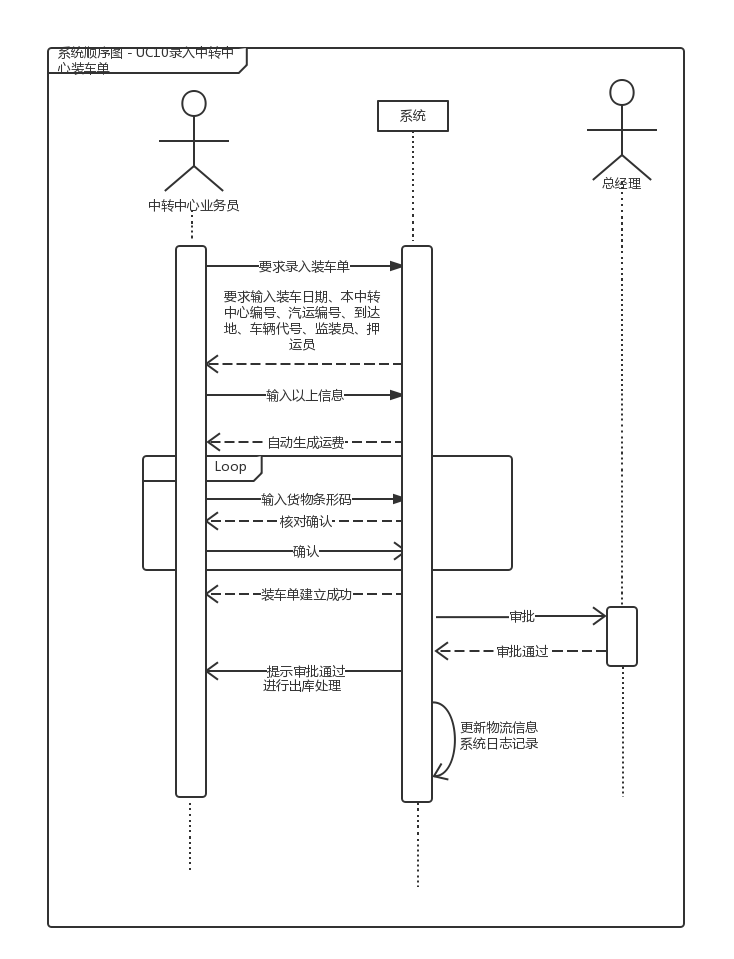 系统顺序图 - UC10录入中转中
心装车单
系统
总经理
中转中心业务员
要求录入装车单
要求输入装车日期、本中转
中心编号、汽运编号、到达
地、车辆代号、监装员、押
运员
输入以上信息
自动生成运费
Loop
输入货物条形码
核对确认
确认
装车单建立成功
审批
审批通过
提示审批通过
进行出库处理
更新物流信息
系统日志记录